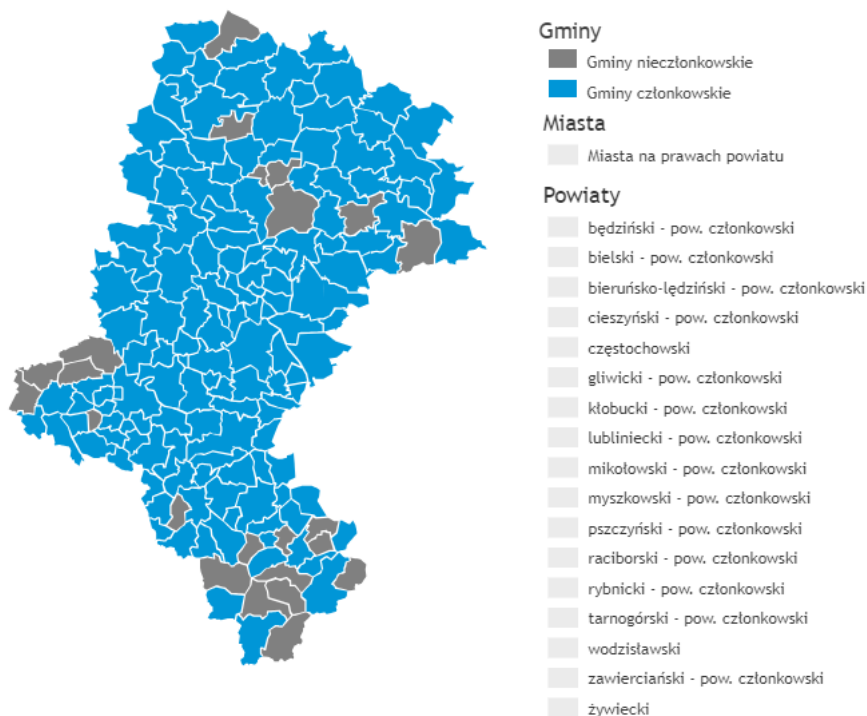 Gminy
Gminy nieczłonkowskie
Gminy członkowskie
Miasta
Miasta na prawach powiatu
Powiaty
będziński - pow. członkowski
bielski - pow. członkowski
bieruńsko-lędziński - pow. członkowski
cieszyński - pow. członkowski
częstochowski
gliwicki - pow. członkowski
kłobucki - pow. członkowski
lubliniecki - pow. członkowski
mikołowski - pow. członkowski
myszkowski - pow. członkowski
pszczyński - pow. członkowski
raciborski - pow. członkowski
rybnicki - pow. członkowski
tarnogórski - pow. członkowski
wodzisławski
zawierciański - pow. członkowski
żywiecki